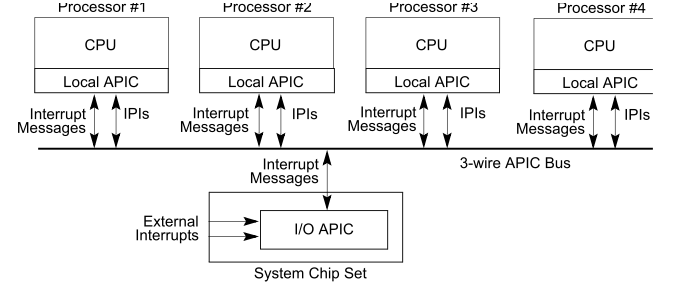 Processor #1
Processor #2
Processor #3
Processor #4
CPU
CPU
CPU
CPU
Local APIC
Local APIC
Local APIC
Local APIC
Interrupt
Messages
IPIs
Interrupt
Messages
IPIs
Interrupt
Messages
IPIs
Interrupt
Messages
IPIs
3-wire APIC Bus
Interrupt
Messages
External
Interrupts
I/O APIC
System Chip Set